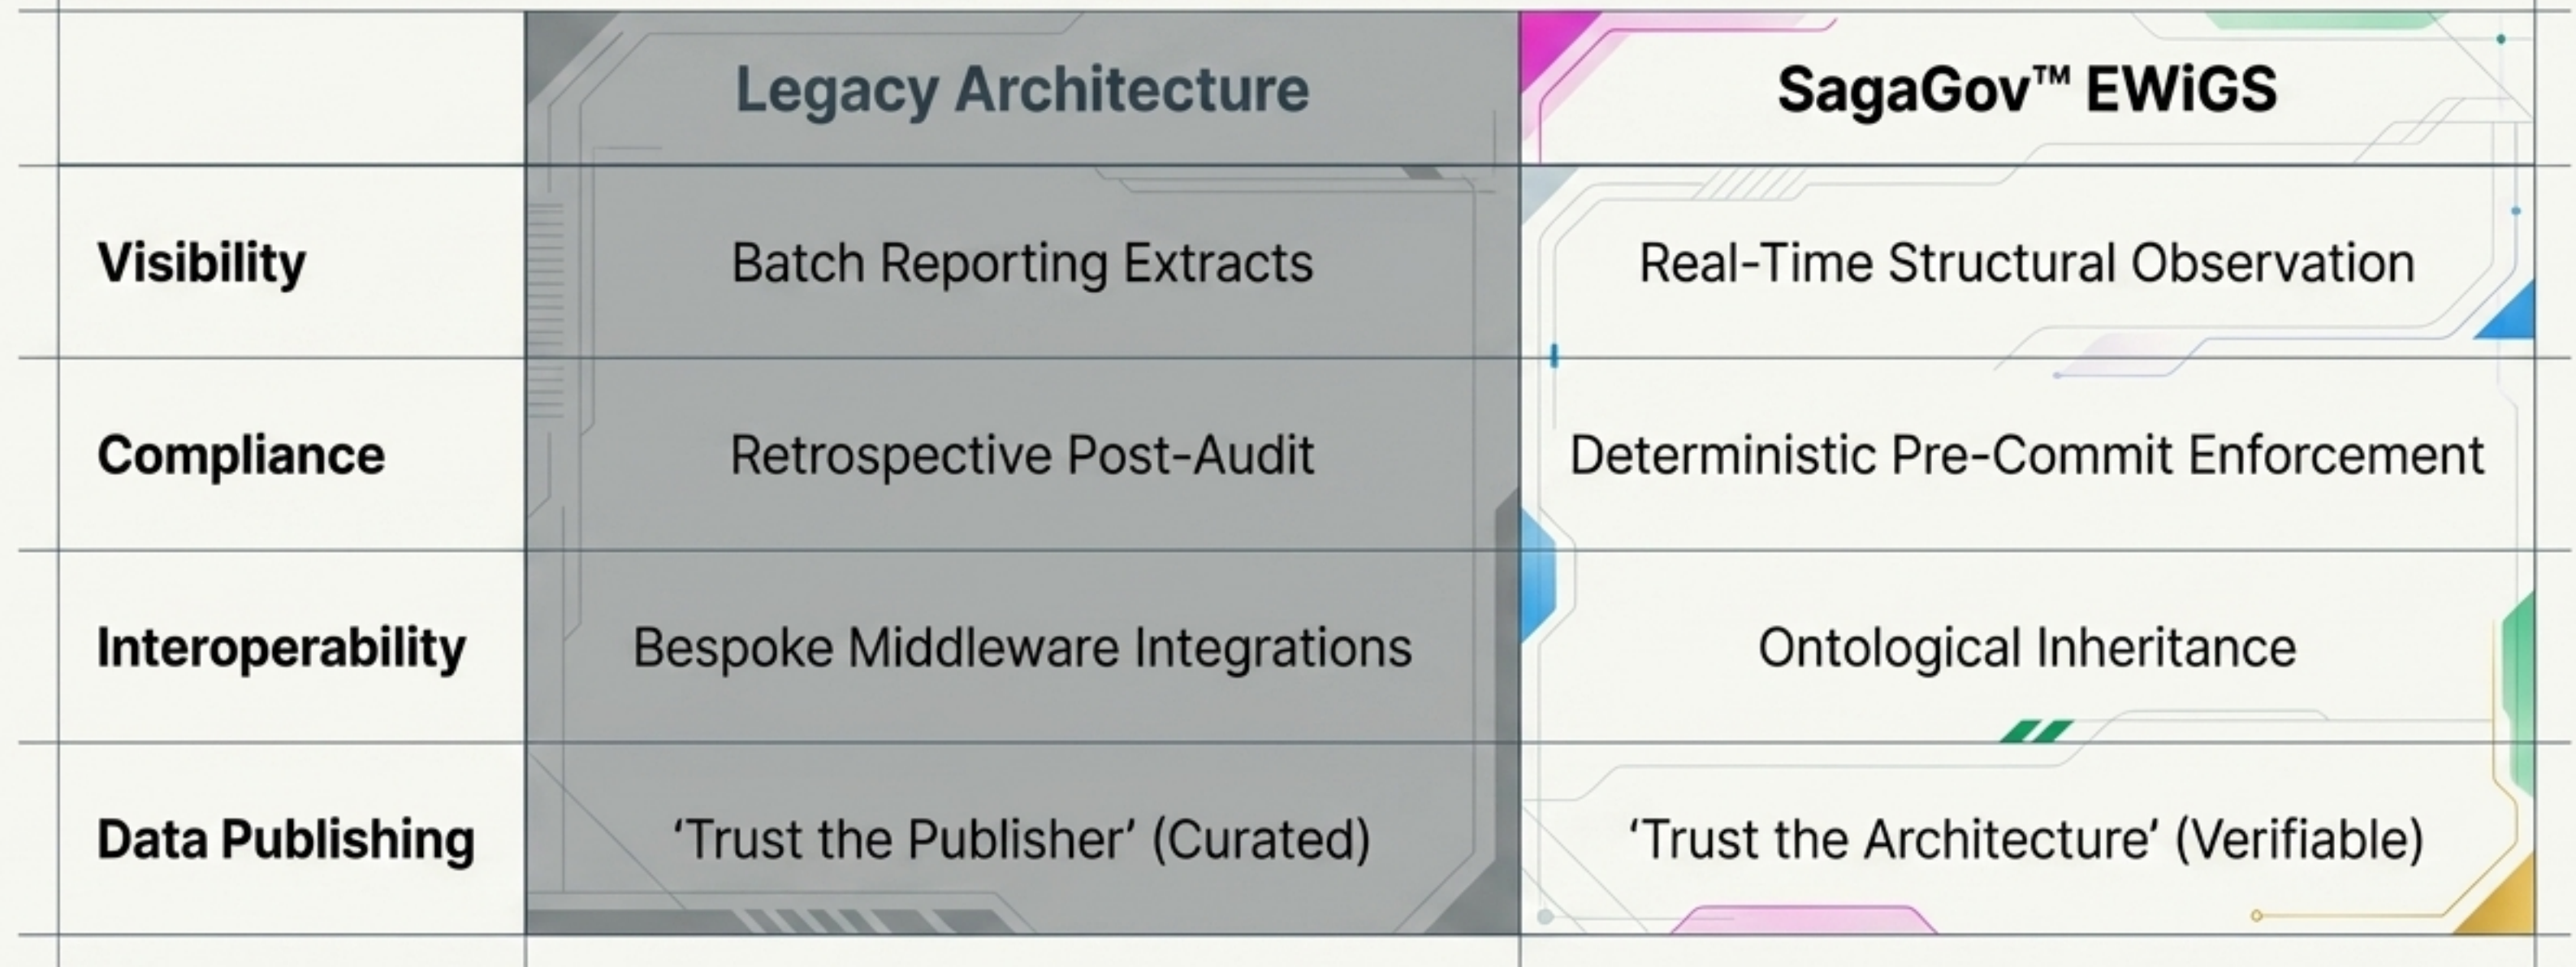 Legacy Architecture
SagaGov™ EWiGS
Visibility
Batch Reporting Extracts
Real-Time Structural Observation
Compliance
Retrospective Post-Audit
Deterministic Pre-Commit Enforcement
Interoperability
Bespoke Middleware Integrations
Ontological Inheritance
Data Publishing
‘Trust the Publisher’ (Curated)
‘Trust the Architecture’ (Verifiable)